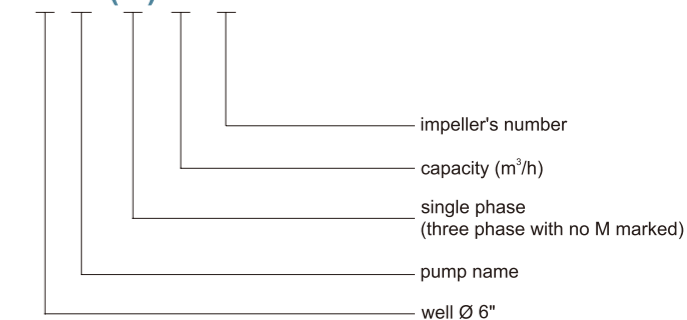 impeller's number
capacity (m³/h)
single phase
(three phase with no M marked)
pump name
well Ø 6"